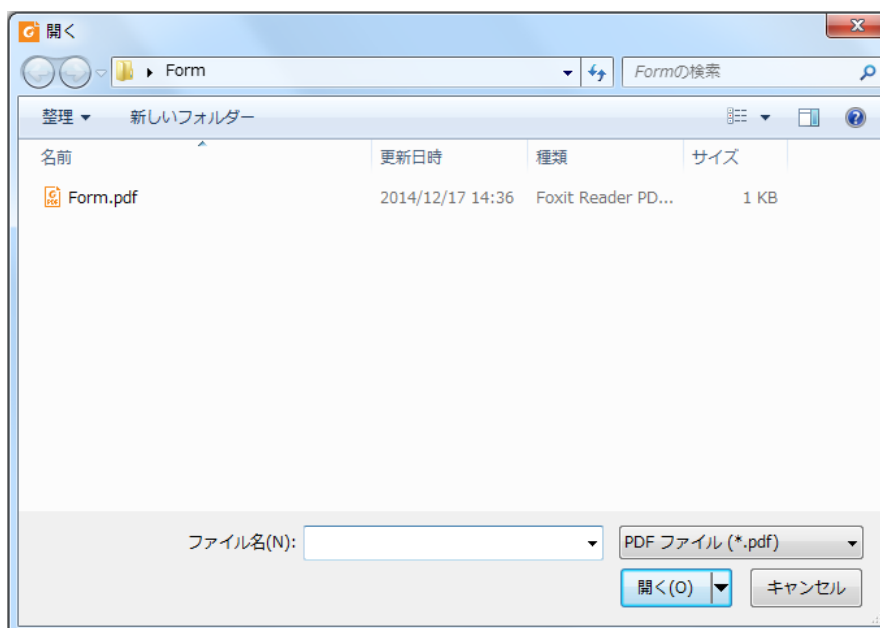 開く
Form
Formの検索
整理
新しいフォルダー
名前 更新日時 種類 サイズ
Form.pdf 2014/12/17 14:36 Foxit Reader PD... 1 KB
ファイル名(N): PDF ファイル (*.pdf)
開く(O) キャンセル